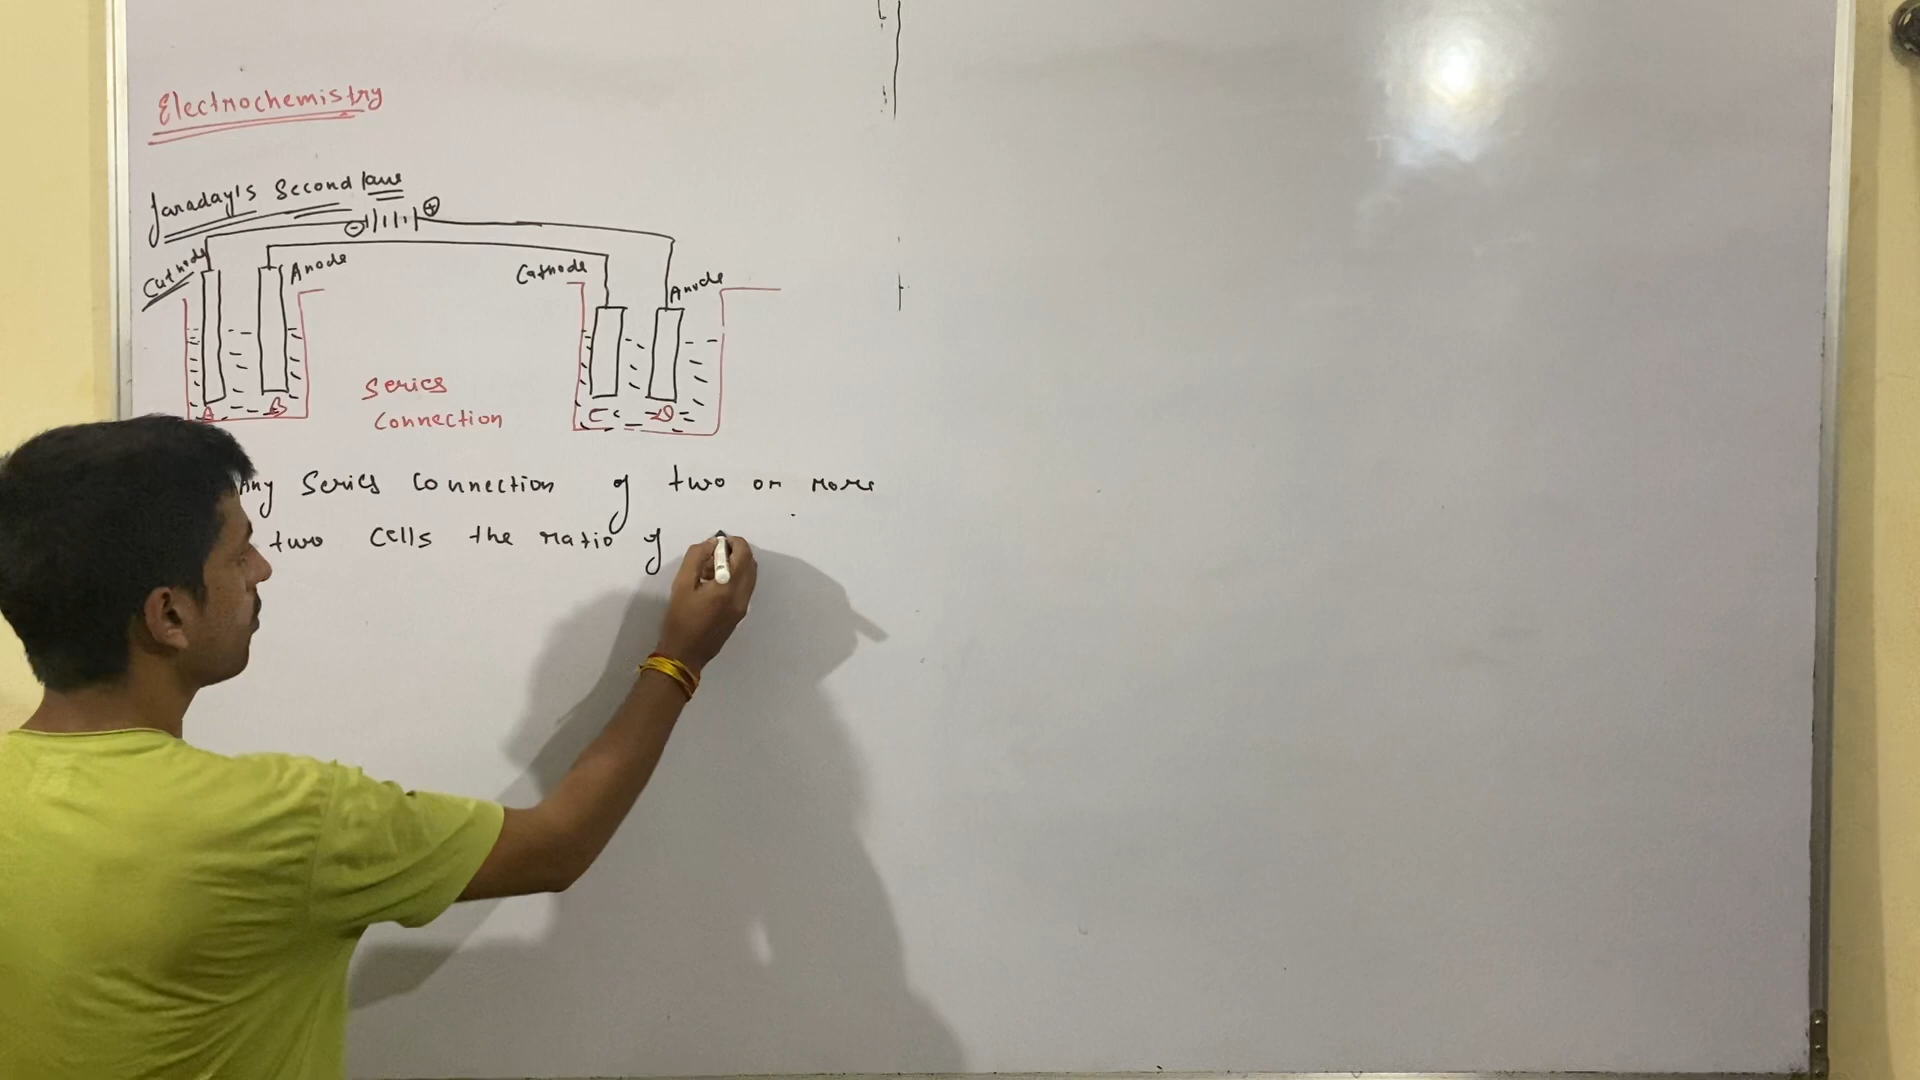 Electrochemistry
Faraday's Second law
⊖ ⊕
Cathode Anode Cathode Anode
A B C D
Series
Connection
Any Series Connection of two or more
two cells the ratio of